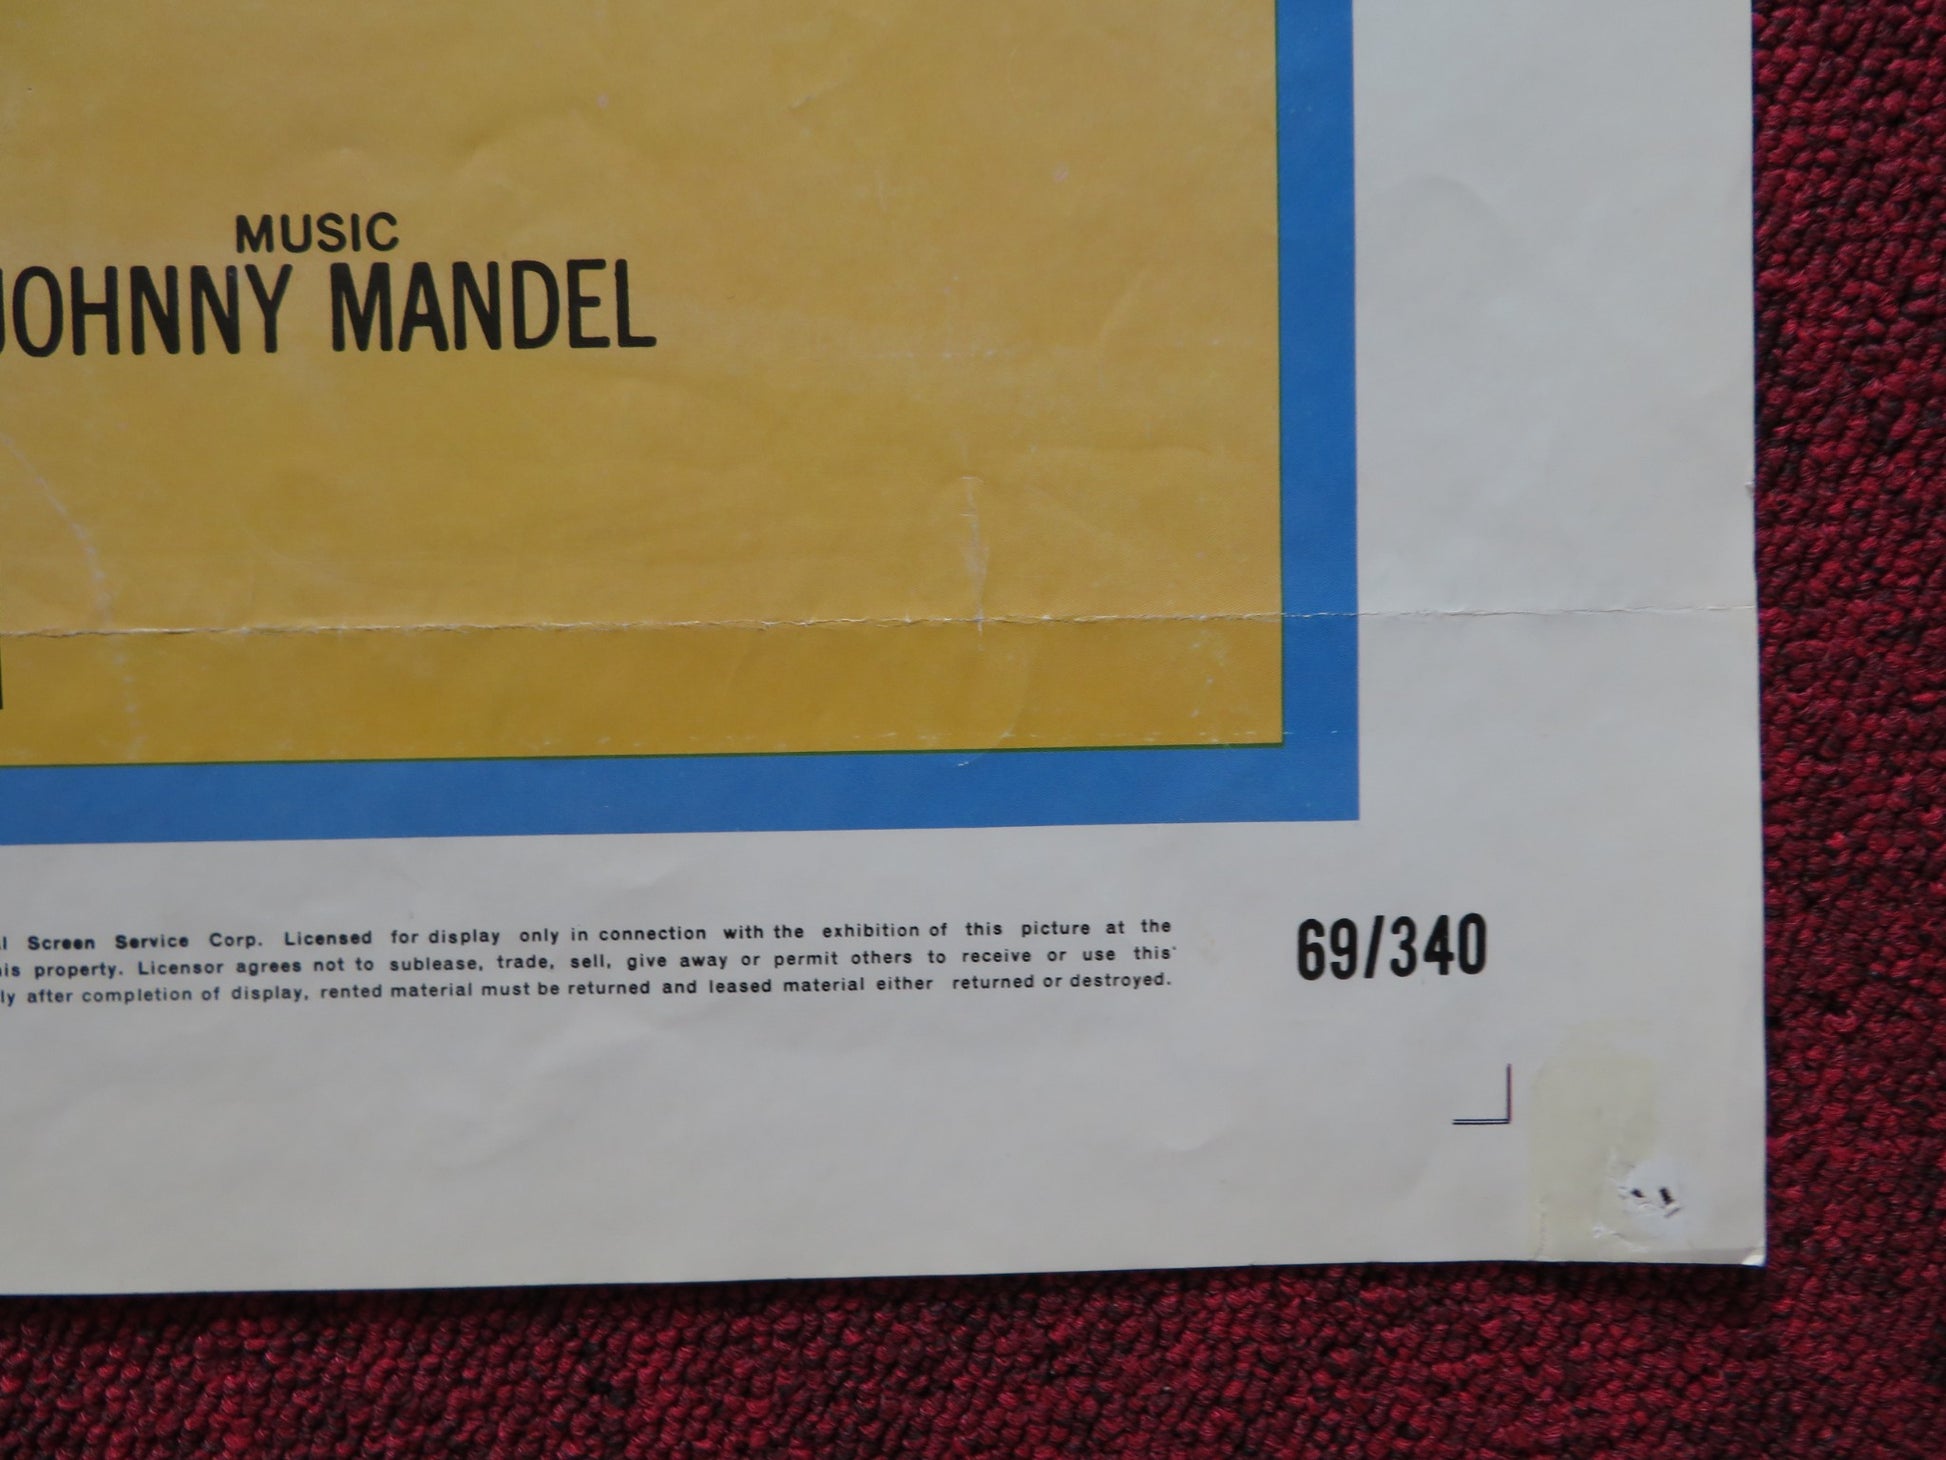 MUSIC
JOHNNY MANDEL
Screen Service Corp. Licensed for display only in connection with the exhibition of this picture at the
property. Licensor agrees not to sublease, trade, sell, give away or permit others to receive or use this
after completion of display, rented material must be returned and leased material either returned or destroyed.
69/340